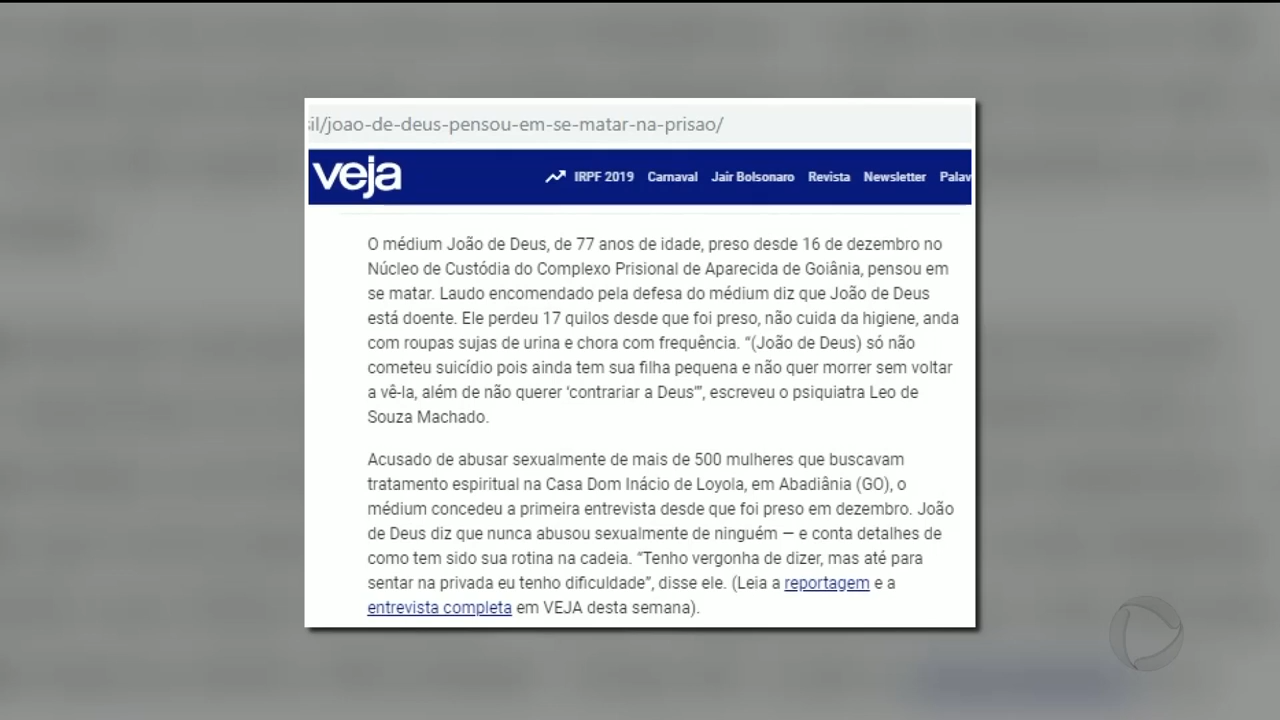 sil/joao-de-deus-pensou-em-se-matar-na-prisao/
veja
IRPF 2019 Carnaval Jair Bolsonaro Revista Newsletter Palav
O médium João de Deus, de 77 anos de idade, preso desde 16 de dezembro no
Núcleo de Custódia do Complexo Prisional de Aparecida de Goiânia, pensou em
se matar. Laudo encomendado pela defesa do médium diz que João de Deus
está doente. Ele perdeu 17 quilos desde que foi preso, não cuida da higiene, anda
com roupas sujas de urina e chora com frequência. “(João de Deus) só não
cometeu suicídio pois ainda tem sua filha pequena e não quer morrer sem voltar
a vê-la, além de não querer ‘contrariar a Deus’”, escreveu o psiquiatra Leo de
Souza Machado.
Acusado de abusar sexualmente de mais de 500 mulheres que buscavam
tratamento espiritual na Casa Dom Inácio de Loyola, em Abadiânia (GO), o
médium concedeu a primeira entrevista desde que foi preso em dezembro. João
de Deus diz que nunca abusou sexualmente de ninguém — e conta detalhes de
como tem sido sua rotina na cadeia. “Tenho vergonha de dizer, mas até para
sentar na privada eu tenho dificuldade”, disse ele. (Leia a reportagem e a
entrevista completa em VEJA desta semana).